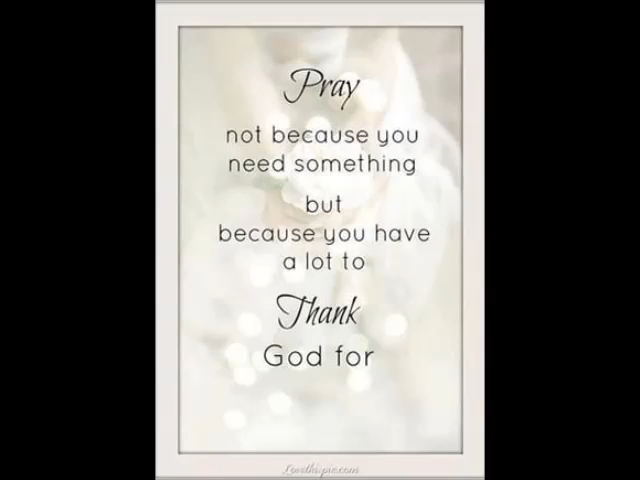 Pray
not because you
need something
but
because you have
a lot to
Thank
God for
Lovethispic.com